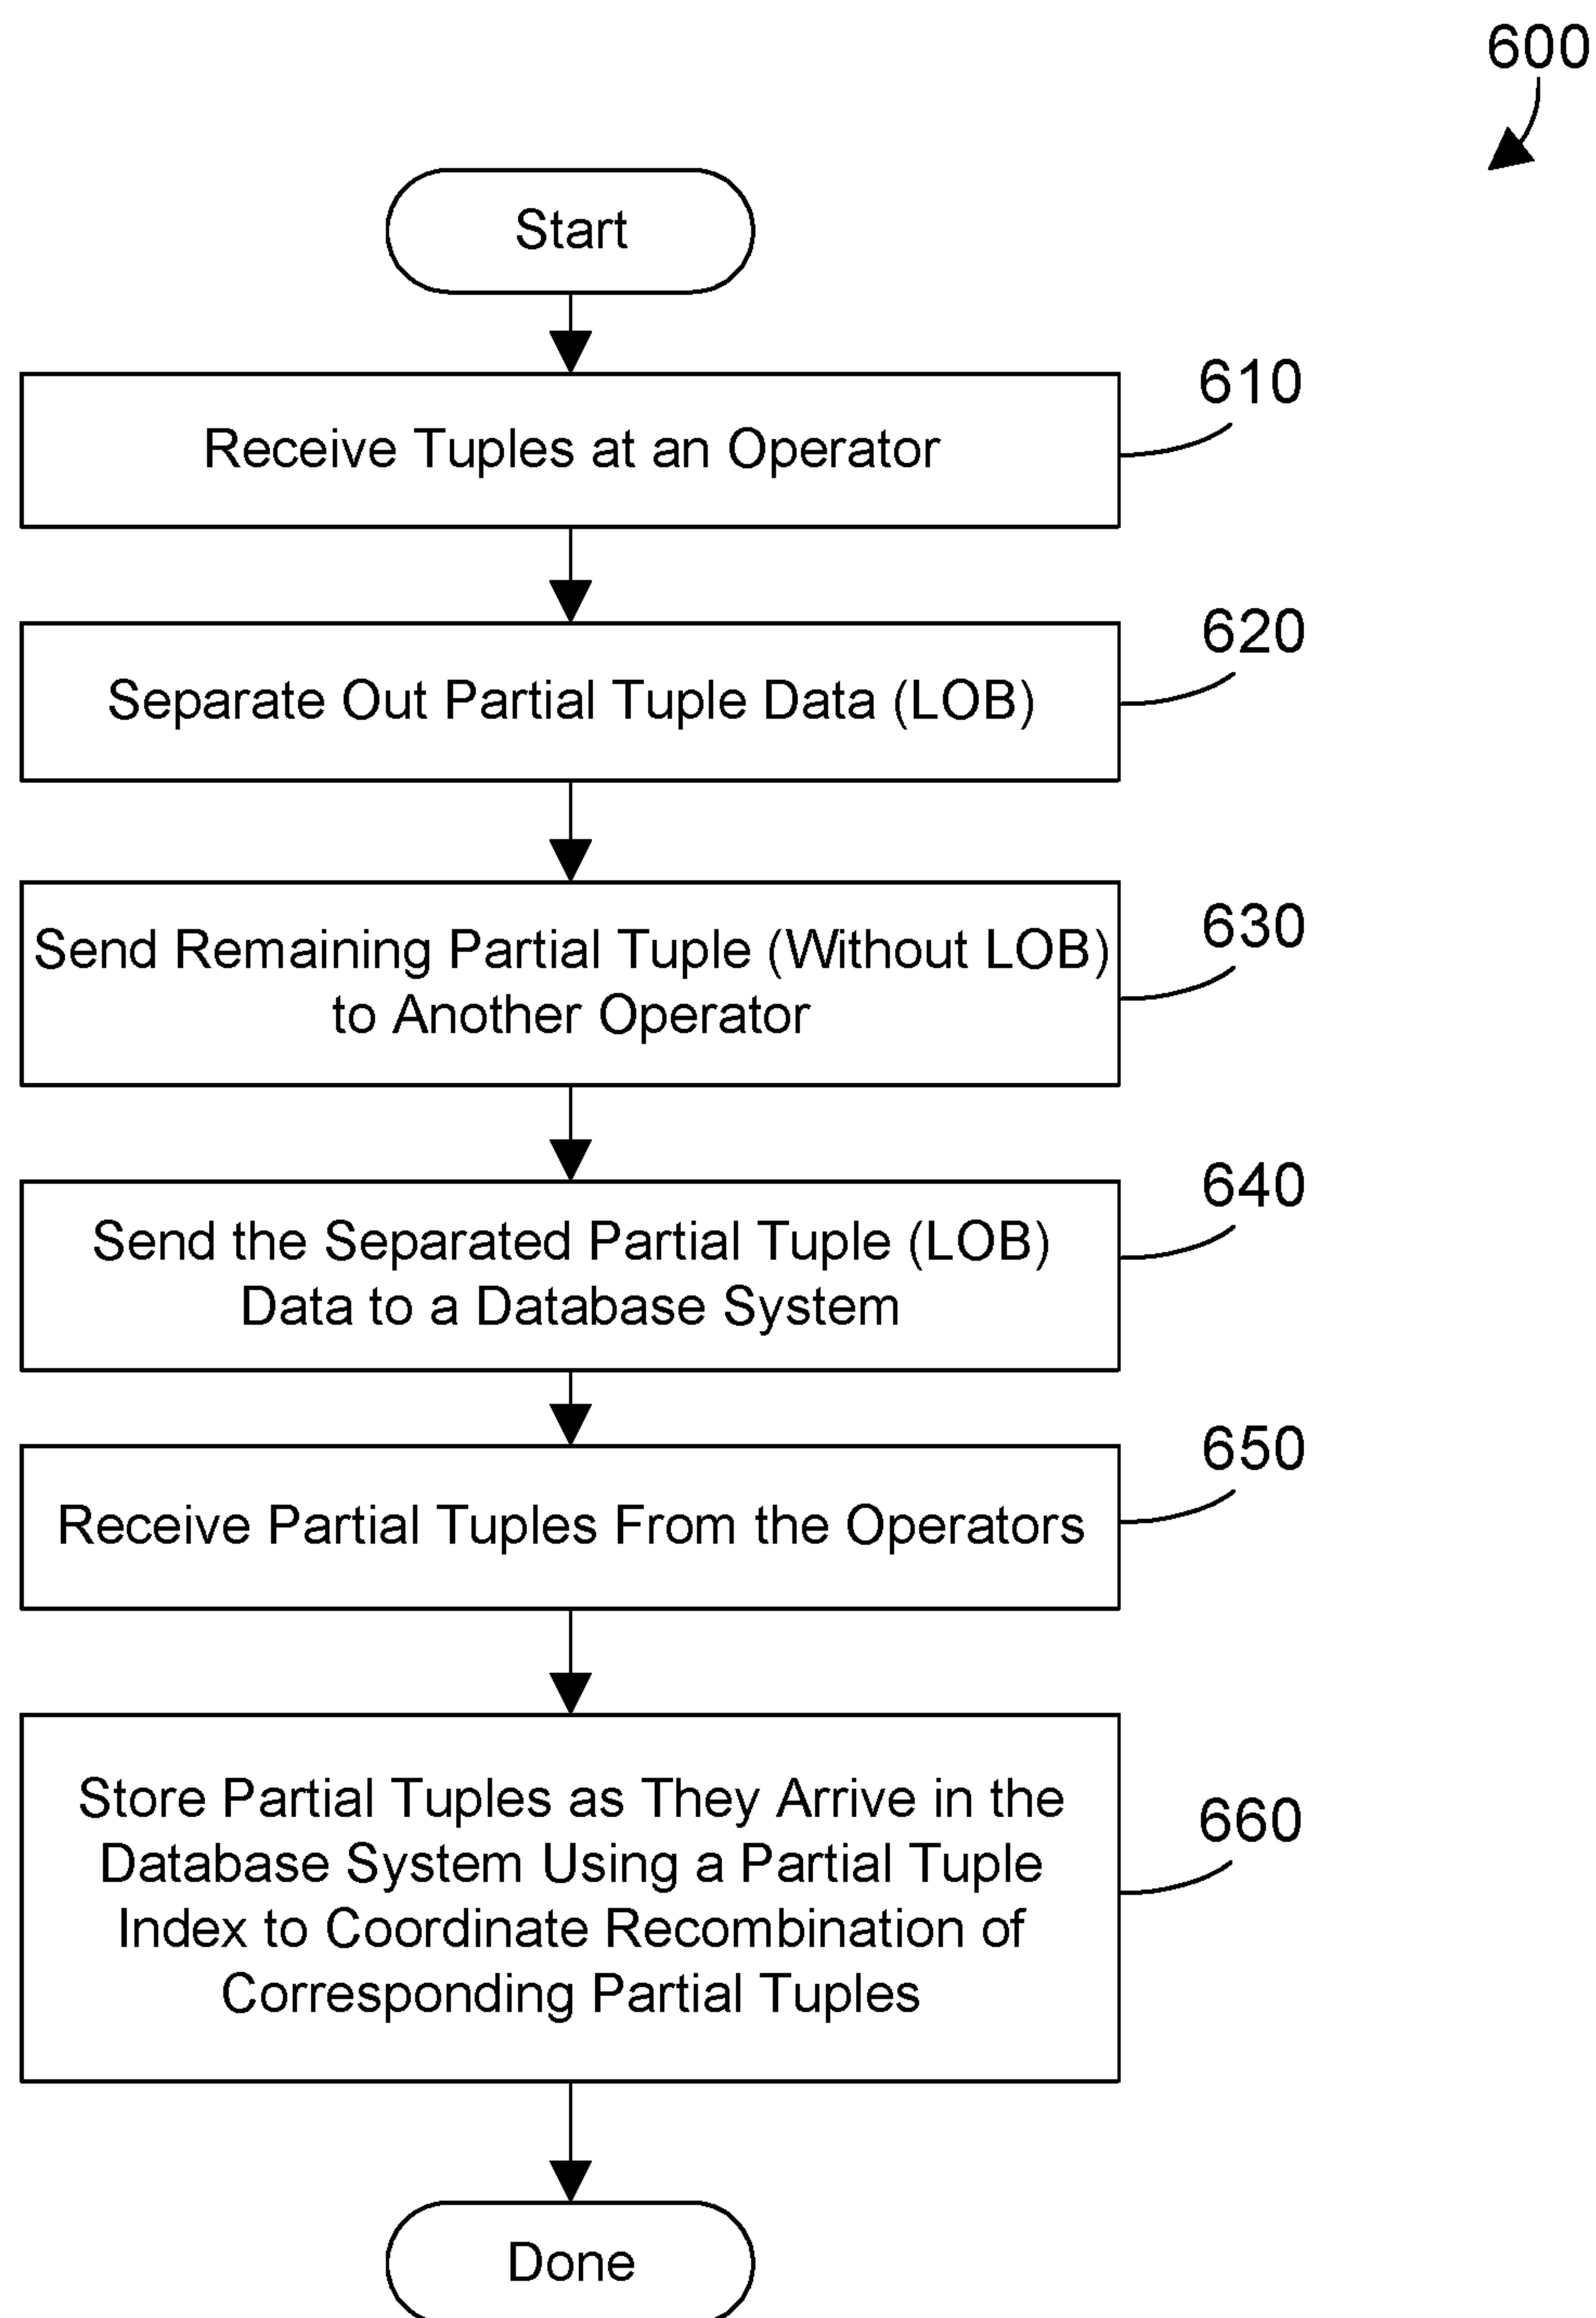 600
Start
610
Receive Tuples at an Operator
620
Separate Out Partial Tuple Data (LOB)
630
Send Remaining Partial Tuple (Without LOB)
to Another Operator
640
Send the Separated Partial Tuple (LOB)
Data to a Database System
650
Receive Partial Tuples From the Operators
660
Store Partial Tuples as They Arrive in the
Database System Using a Partial Tuple
Index to Coordinate Recombination of
Corresponding Partial Tuples
Done